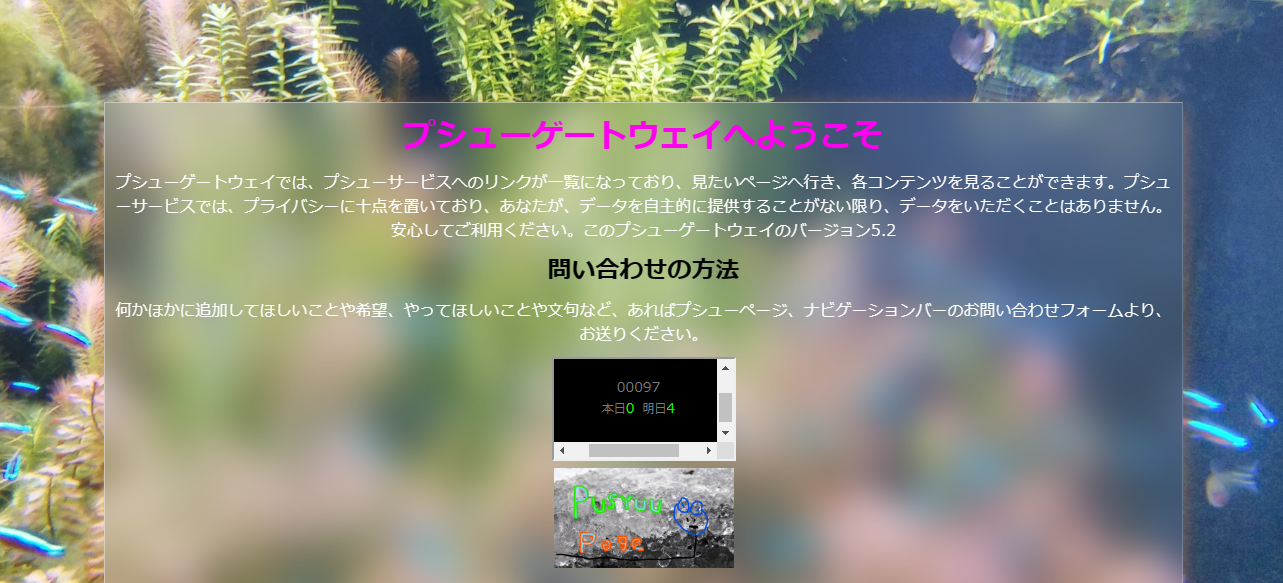 プシューゲートウェイへようこそ
プシューゲートウェイでは、プシューサービスへのリンクが一覧になっており、見たいページへ行き、各コンテンツを見ることができます。プシュ
ーサービスでは、プライバシーに十点を置いており、あなたが、データを自主的に提供することがない限り、データをいただくことはありません。
安心してご利用ください。このプシューゲートウェイのバージョン5.2
問い合わせの方法
何かほかに追加してほしいことや希望、やってほしいことや文句など、あればプシューページ、ナビゲーションバーのお問い合わせフォームより、
お送りください。
00097
本日0 明日4
Pusyuu
Page